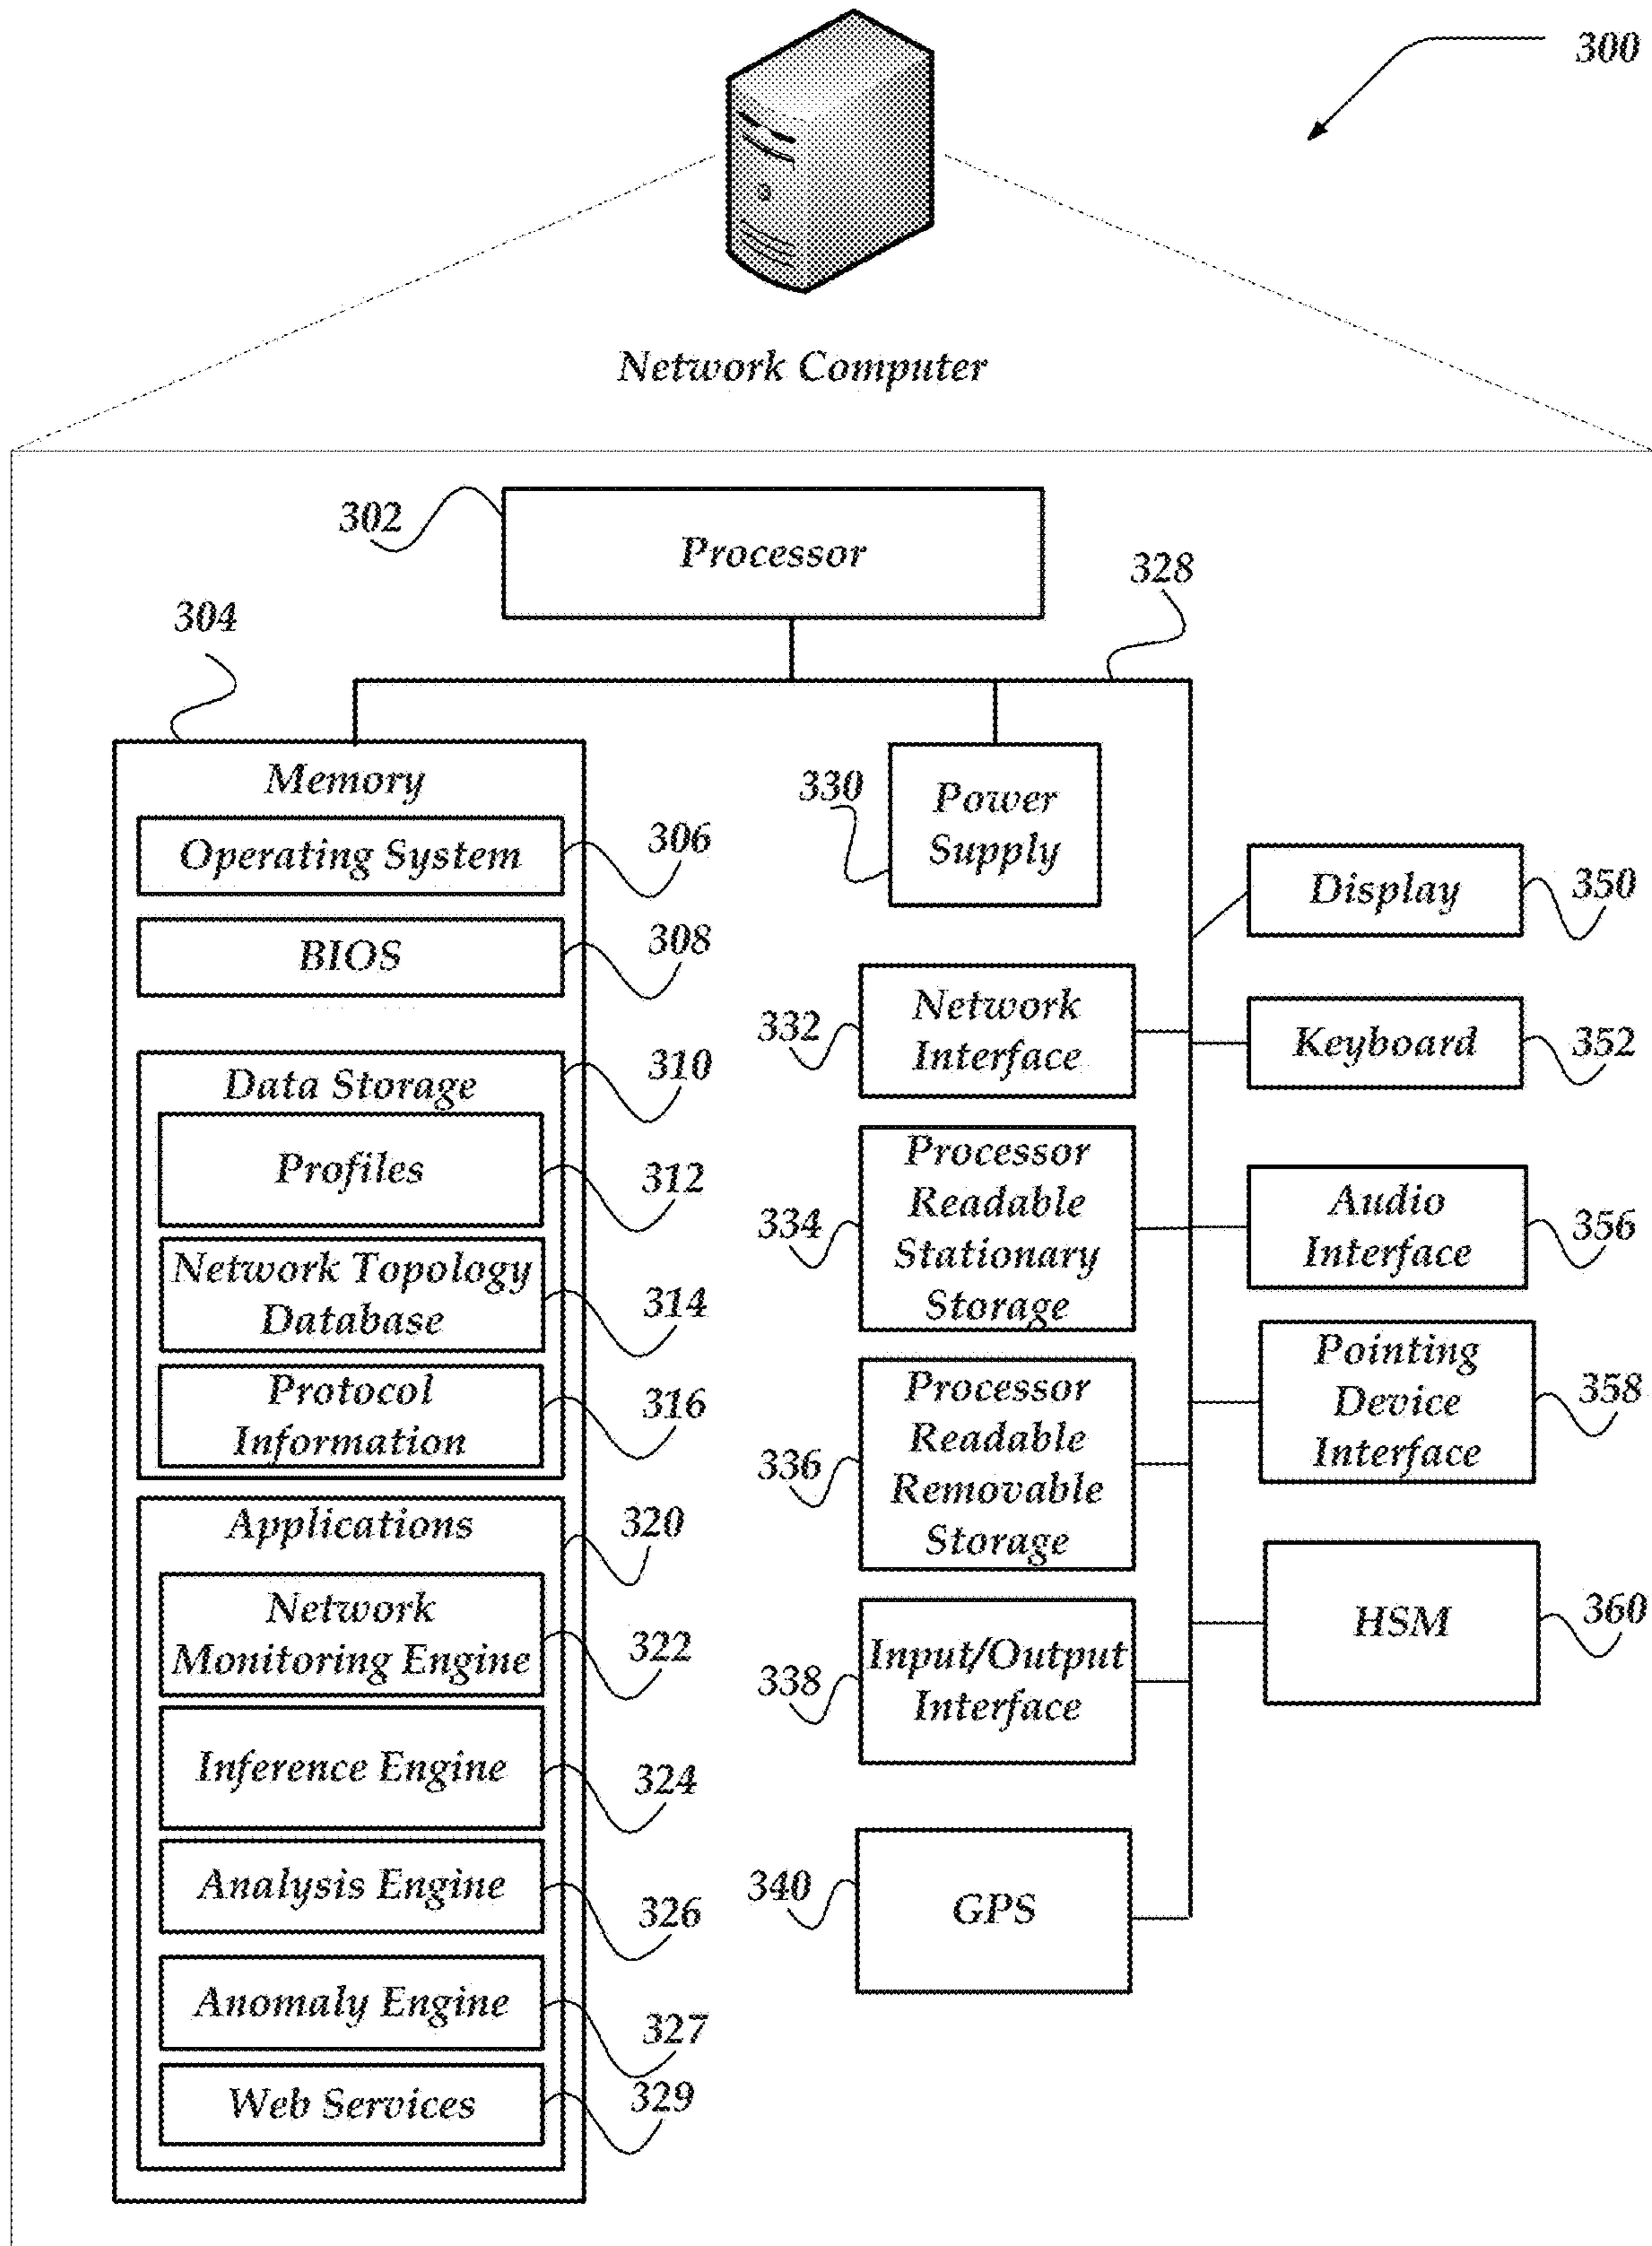 300
Network Computer
302
Processor
328
304
Memory
Operating System
306
BIOS
308
Data Storage
310
Profiles
312
Network Topology
Database
314
Protocol
Information
316
Applications
320
Network
Monitoring Engine
322
Inference Engine
324
Analysis Engine
326
Anomaly Engine
327
Web Services
329
330
Power
Supply
332
Network
Interface
334
Processor
Readable
Stationary
Storage
336
Processor
Readable
Removable
Storage
338
Input/Output
Interface
340
GPS
Display
350
Keyboard
352
Audio
Interface
356
Pointing
Device
Interface
358
HSM
360